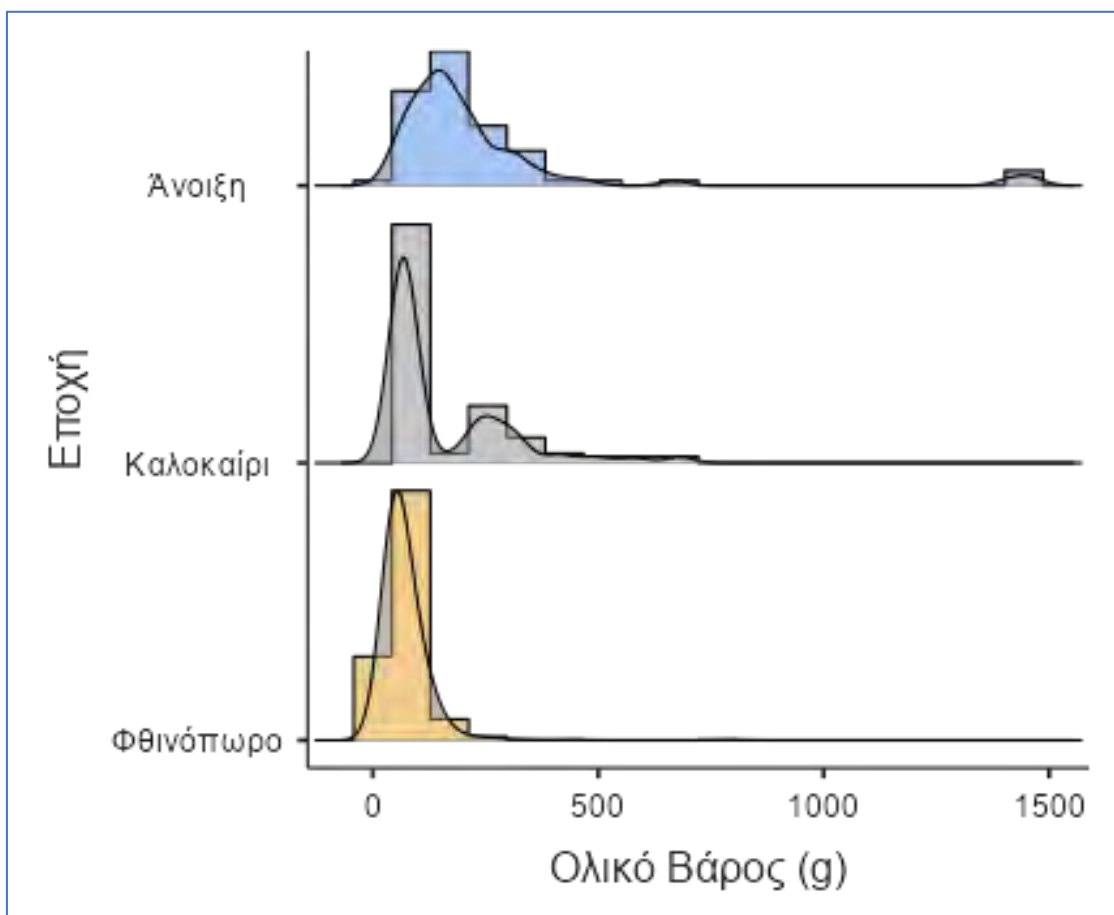 Άνοιξη
Καλοκαίρι
Φθινόπωρο
Εποχή
0 500 1000 1500
Ολικό Βάρος (g)